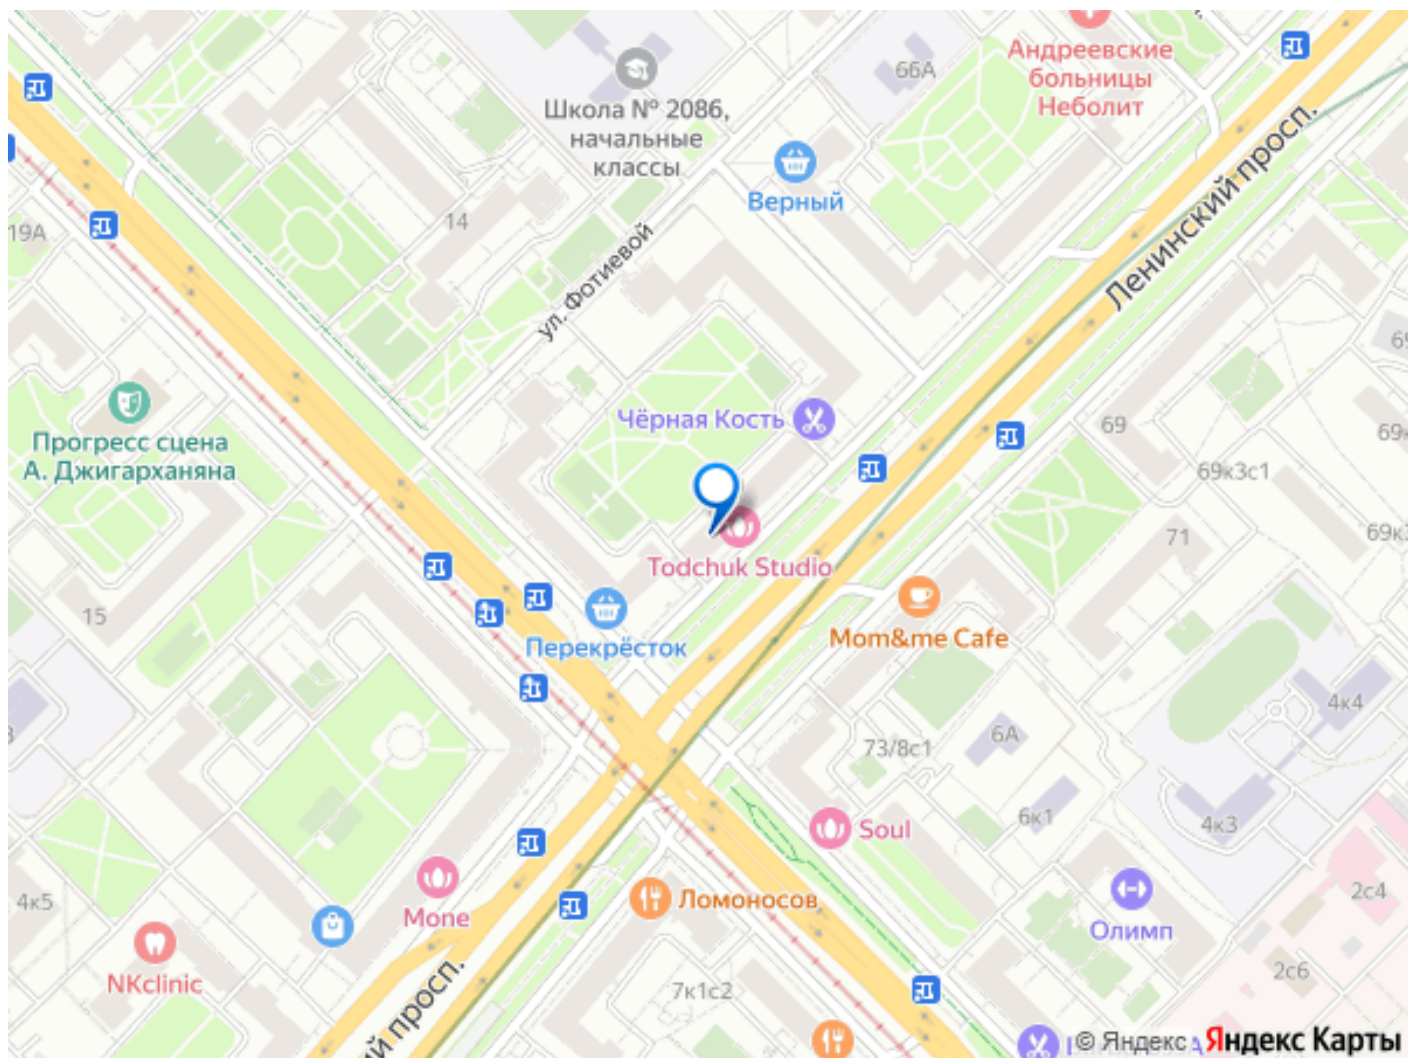 Андреевские
больницы
Неболит
66А
Школа № 2086,
начальные
классы
Верный
Ленинский просп.
14
19А
ул. Фотиевой
Чёрная Кость
Прогресс сцена
А. Джигарханяна
69
69к3с1
71
Todchuk Studio
Mom&me Cafe
Перекрёсток
15
4к4
6А
73/8с1
6к1
4к3
Soul
2с4
Ломоносов
Олимп
4к5
Mone
NKclinic
2с6
7к1с2
ий просп.
© Яндекс Яндекс Карты